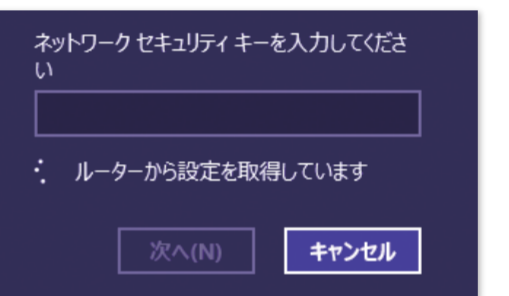 ネットワーク セキュリティ キーを入力してくださ
い
ルーターから設定を取得しています
次へ(N)
キャンセル